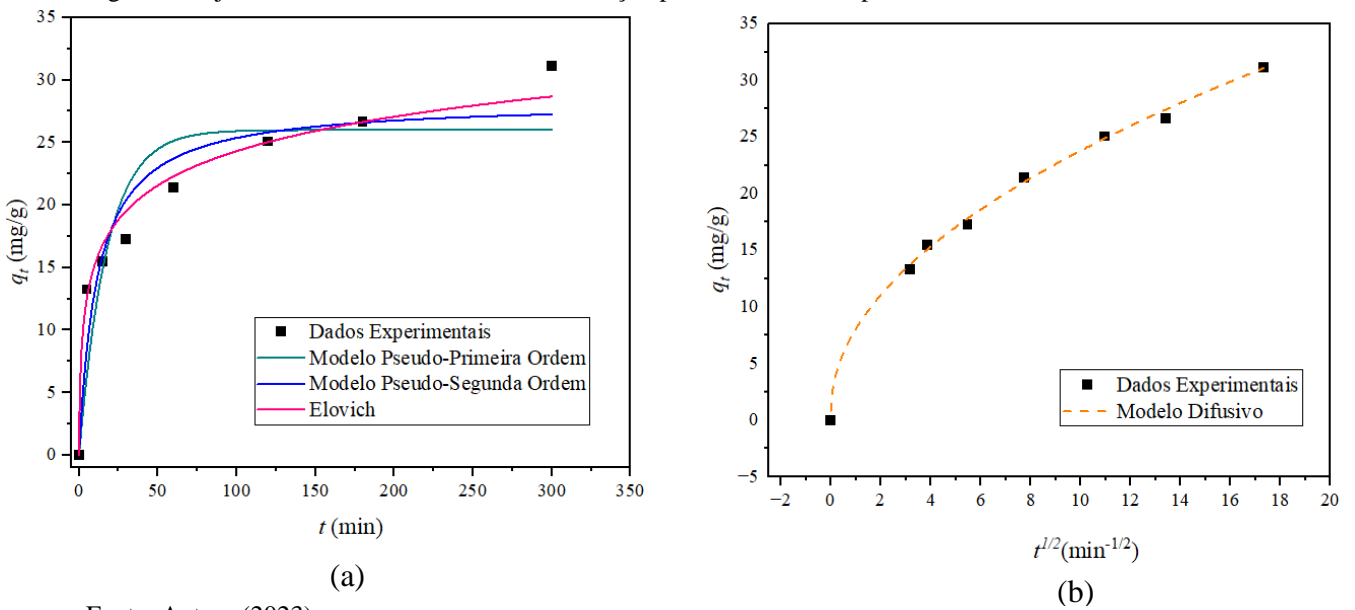 35
30
25
20
15
10
5
0
q_t (mg/g)
Dados Experimentais
Modelo Pseudo-Primeira Ordem
Modelo Pseudo-Segunda Ordem
Elovich
0 50 100 150 200 250 300 350
t (min)
(a)
35
30
25
20
15
10
5
0
−5
q_t (mg/g)
Dados Experimentais
Modelo Difusivo
−2 0 2 4 6 8 10 12 14 16 18 20
t^{1/2}(min^{-1/2})
(b)